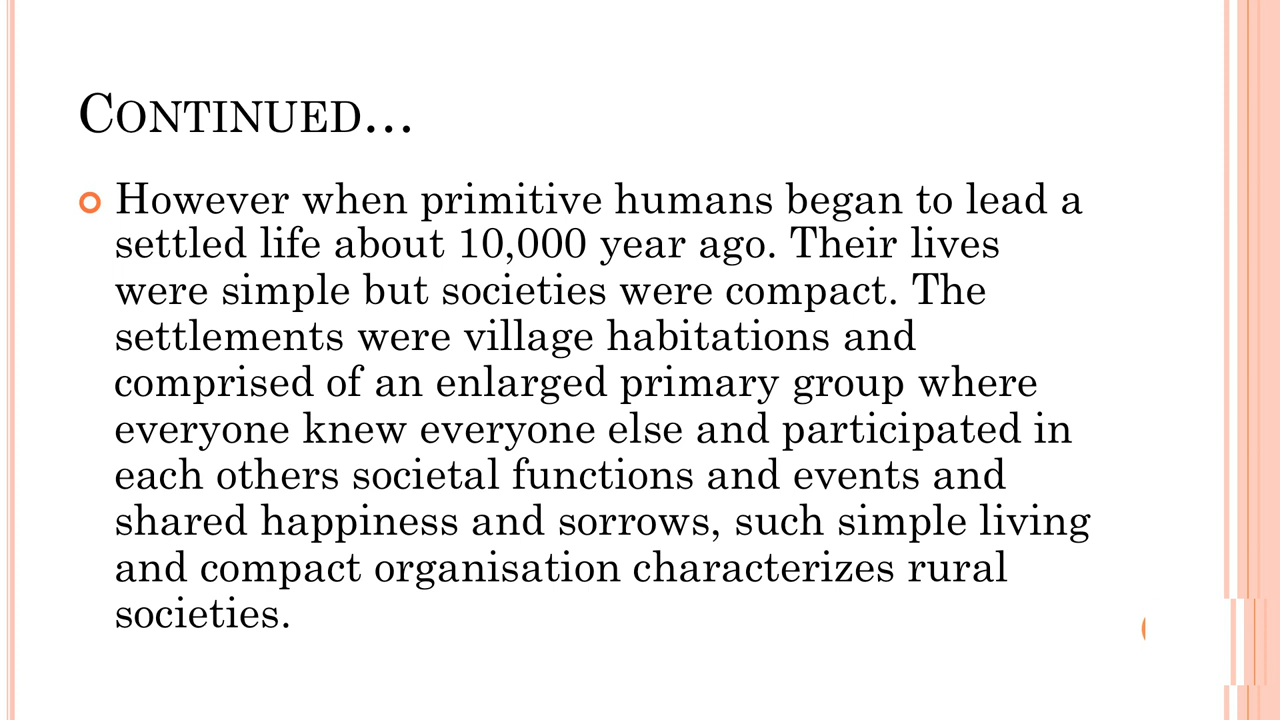 CONTINUED…
However when primitive humans began to lead a
settled life about 10,000 year ago. Their lives
were simple but societies were compact. The
settlements were village habitations and
comprised of an enlarged primary group where
everyone knew everyone else and participated in
each others societal functions and events and
shared happiness and sorrows, such simple living
and compact organisation characterizes rural
societies.